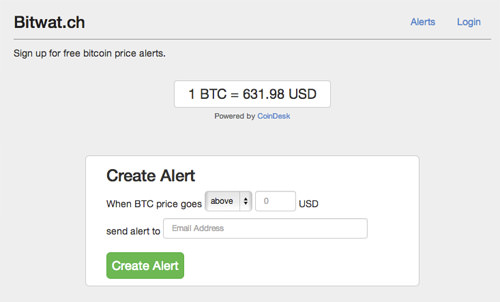 Bitwat.ch
Alerts Login
Sign up for free bitcoin price alerts.
1 BTC = 631.98 USD
Powered by CoinDesk
Create Alert
When BTC price goes above 0 USD
send alert to Email Address
Create Alert